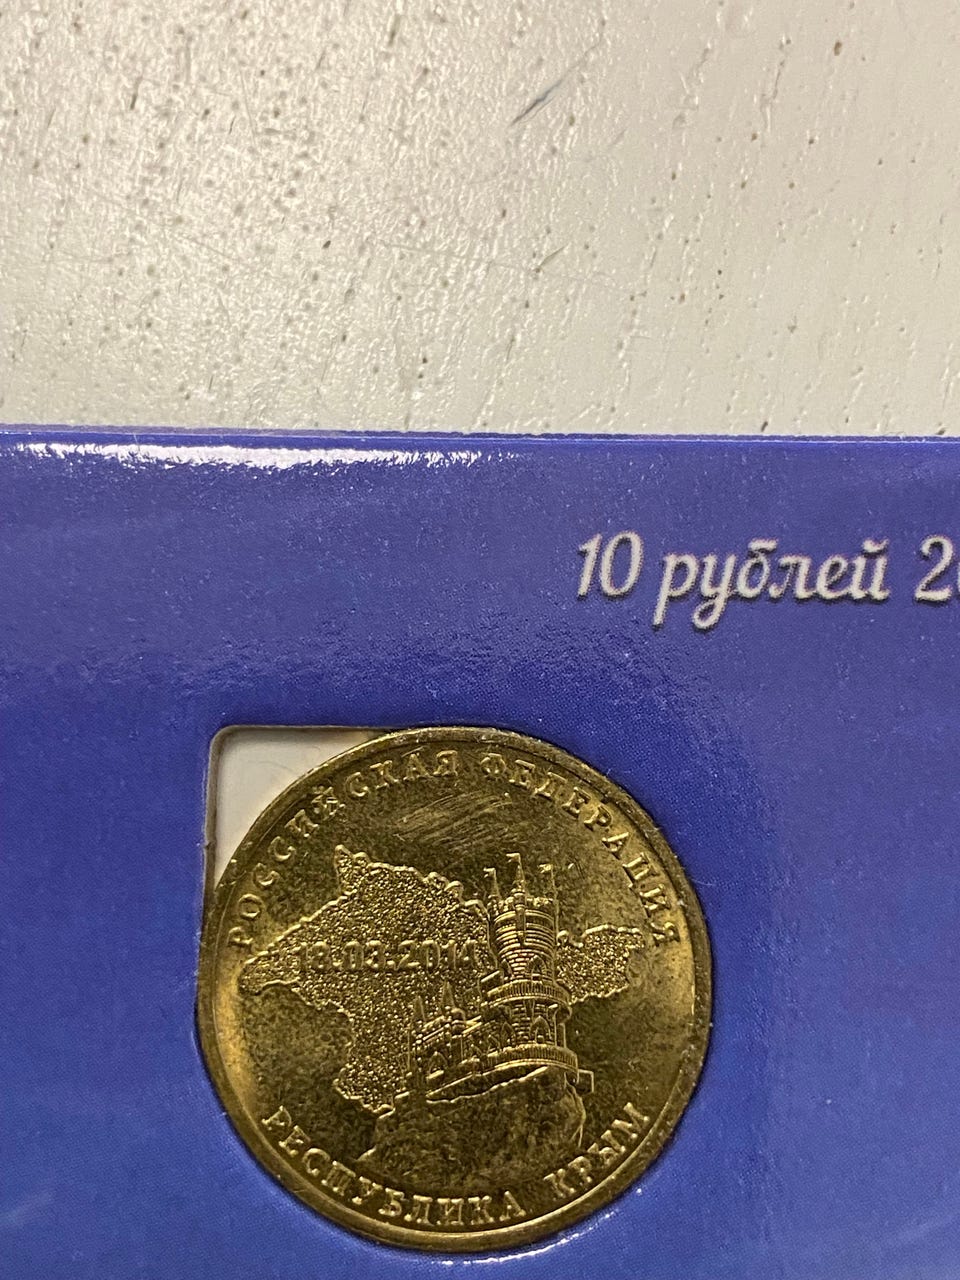 10 рублей 20
РОССИЙСКАЯ ФЕДЕРАЦИЯ
18.03.2014
РЕСПУБЛИКА КРЫМ